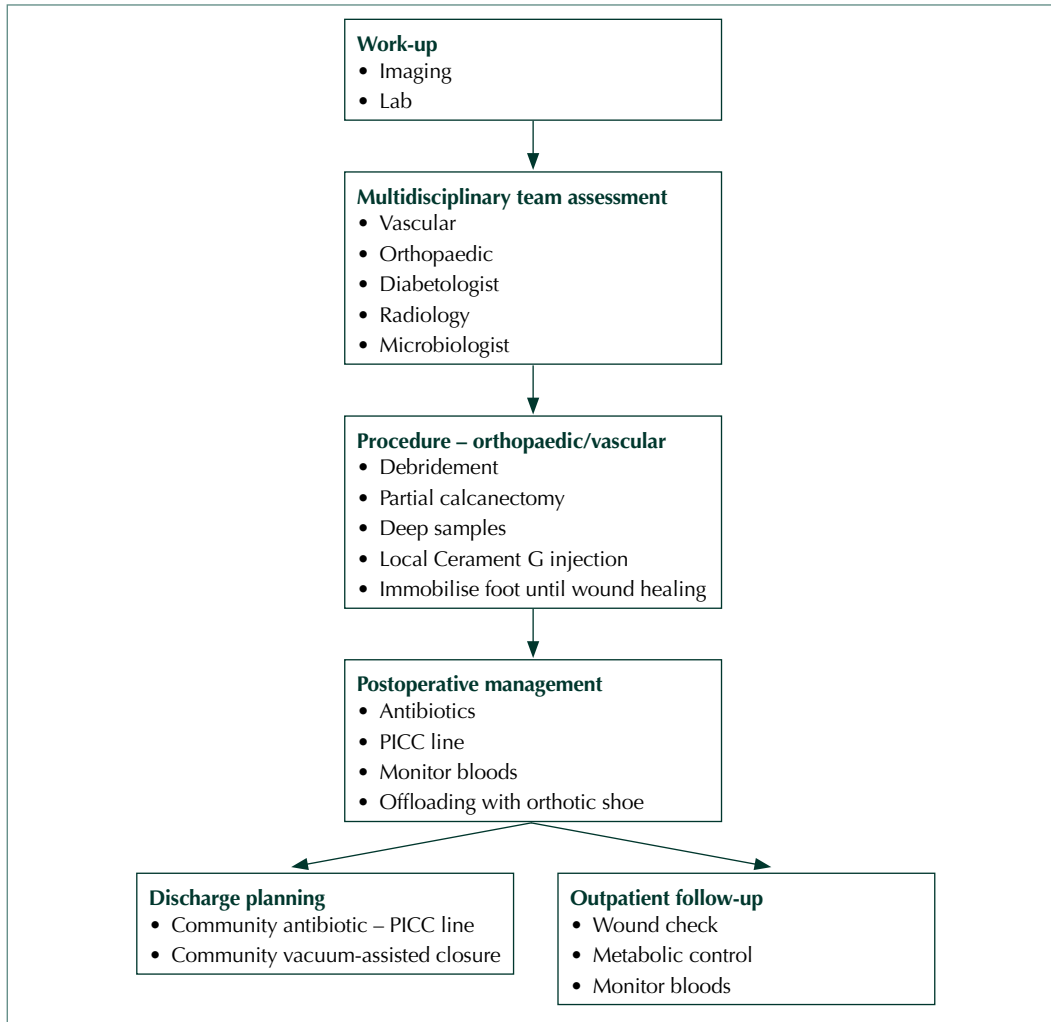 Work-up
• Imaging
• Lab
Multidisciplinary team assessment
• Vascular
• Orthopaedic
• Diabetologist
• Radiology
• Microbiologist
Procedure – orthopaedic/vascular
• Debridement
• Partial calcanectomy
• Deep samples
• Local Cerament G injection
• Immobilise foot until wound healing
Postoperative management
• Antibiotics
• PICC line
• Monitor bloods
• Offloading with orthotic shoe
Discharge planning
• Community antibiotic – PICC line
• Community vacuum-assisted closure
Outpatient follow-up
• Wound check
• Metabolic control
• Monitor bloods